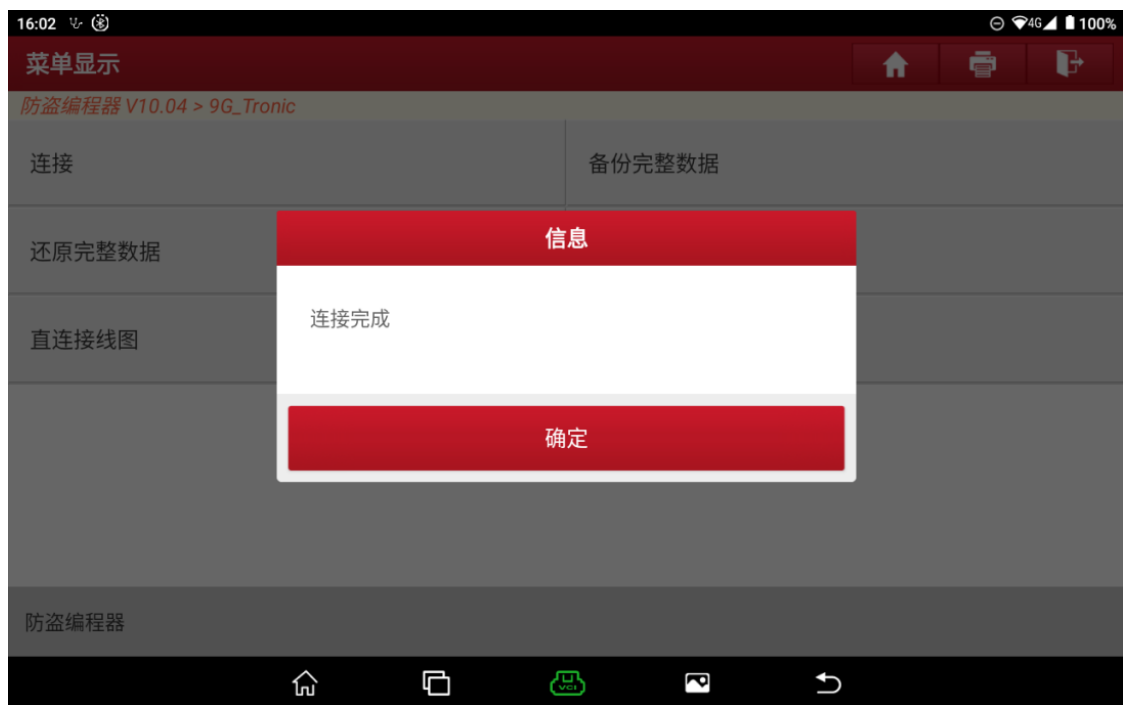 16:02 4G 100%
菜单显示
防盗编程器 V10.04 > 9G_Tronic
连接 备份完整数据
还原完整数据
信息
直连接线图
连接完成
确定
防盗编程器
VCI